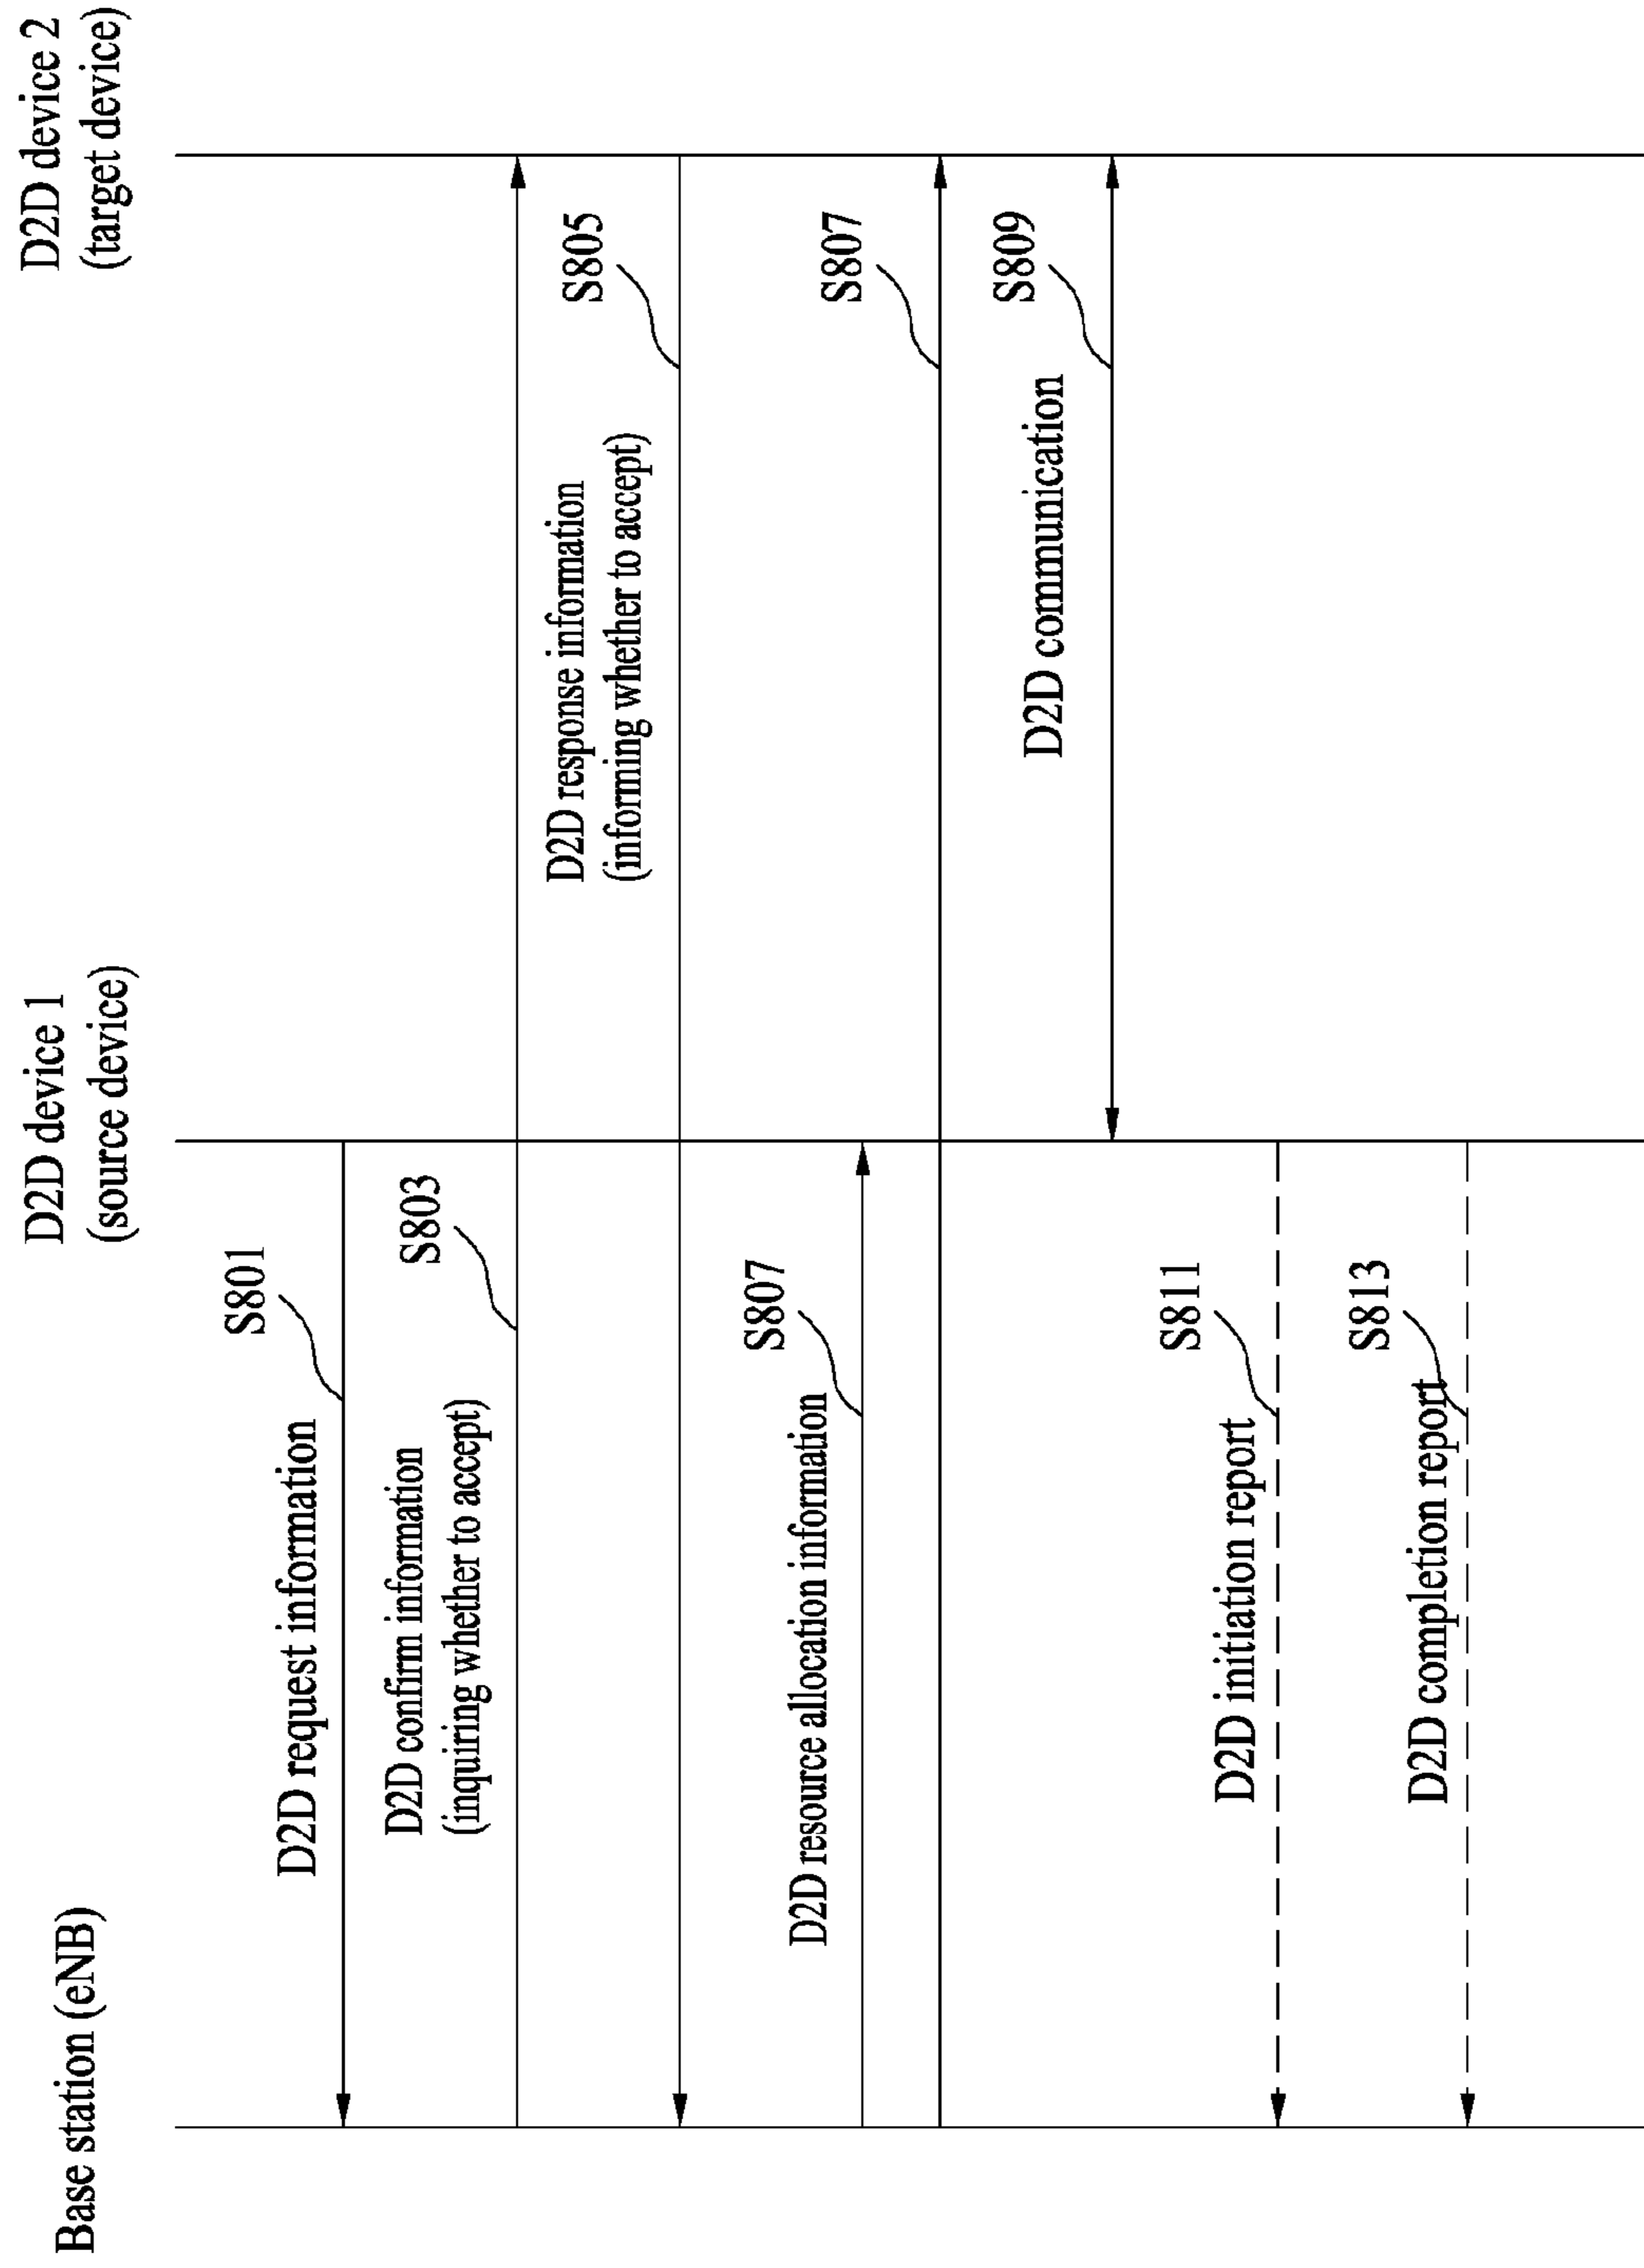 Base station (eNB)
D2D device 1
(source device)
D2D device 2
(target device)
S801
D2D request information
S803
D2D confirm information
(inquiring whether to accept)
D2D response information
(informing whether to accept)
S805
S807
D2D resource allocation information
S807
D2D communication
S809
S811
D2D initiation report
S813
D2D completion report